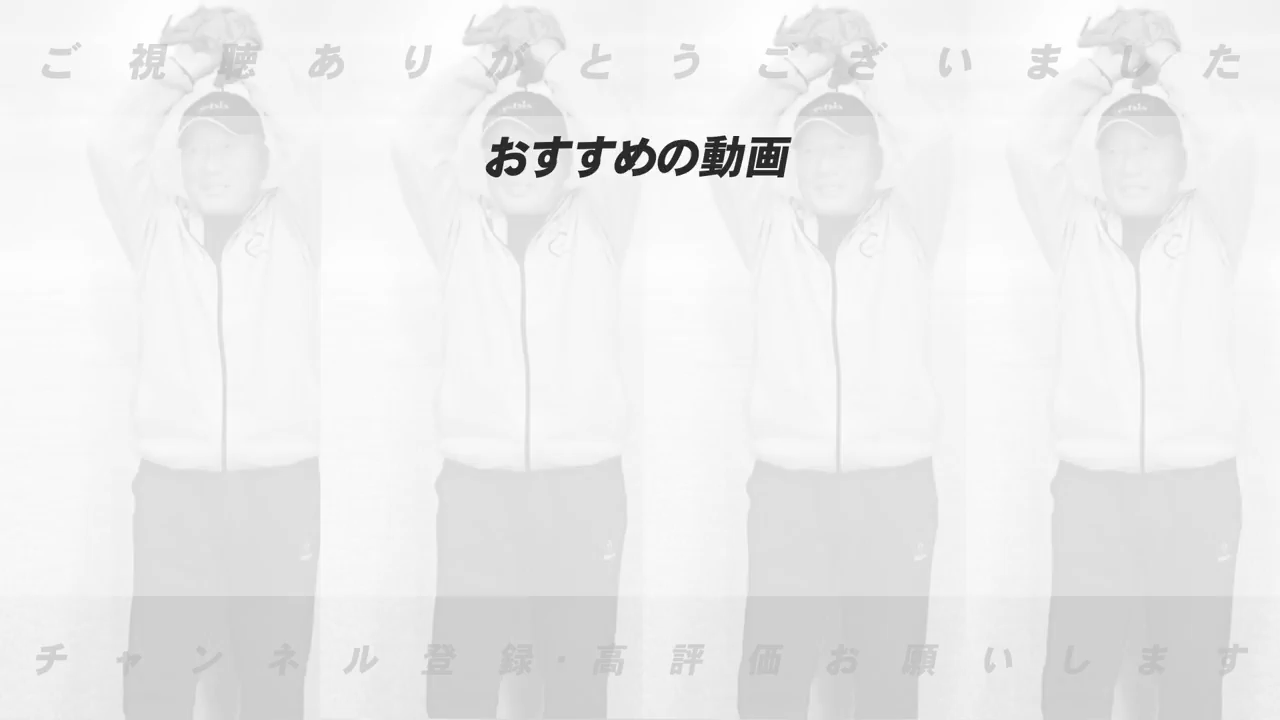 ご視聴ありがとうございました
おすすめの動画
チャンネル登録・高評価お願いします